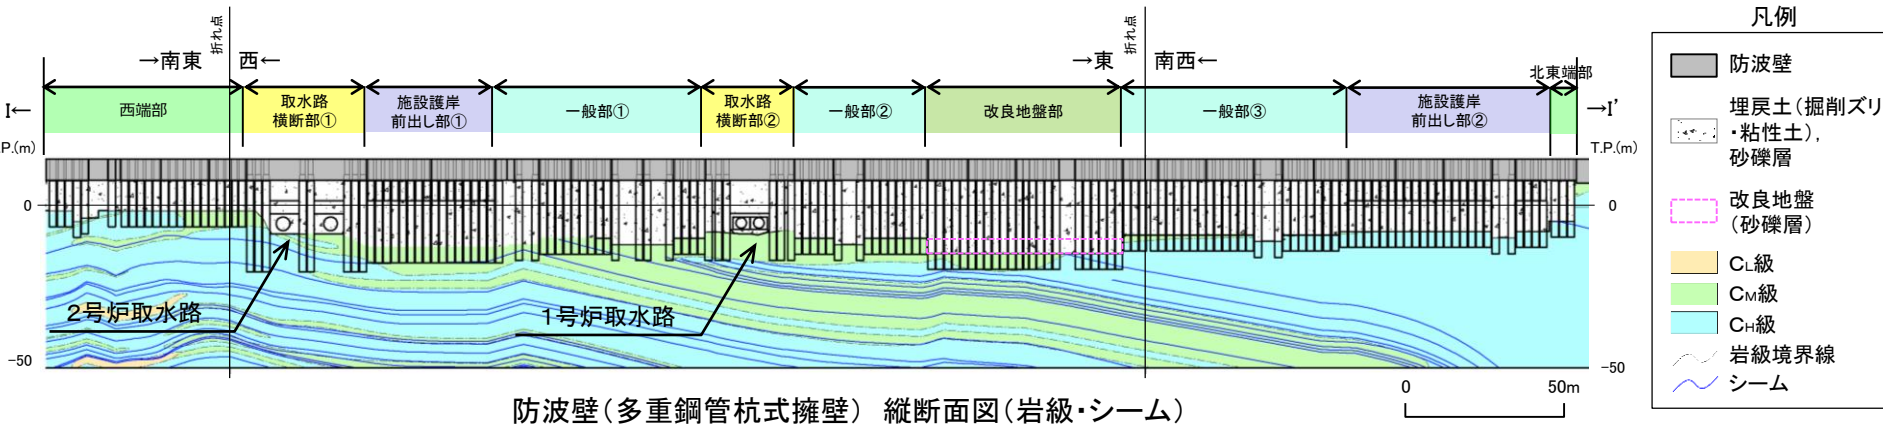 折れ点
折れ点
凡例
→南東
西←
→東
南西←
北東端部
I←
西端部
取水路
横断部①
施設護岸
前出し部①
一般部①
取水路
横断部②
一般部②
改良地盤部
一般部③
施設護岸
前出し部②
→I'
.P.(m)
T.P.(m)
0
0
2号炉取水路
1号炉取水路
-50
-50
0
50m
防波壁（多重鋼管杭式擁壁） 縦断面図（岩級・シーム）
防波壁
埋戻土（掘削ズリ
・粘性土），
砂礫層
改良地盤
（砂礫層）
CL級
CM級
CH級
岩級境界線
シーム